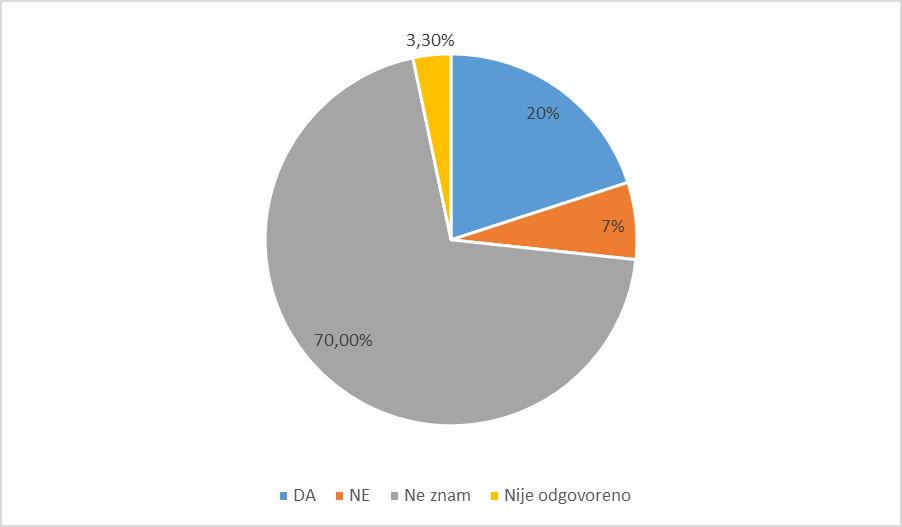 3,30%
20%
7%
70,00%
DA NE Ne znam Nije odgovoreno